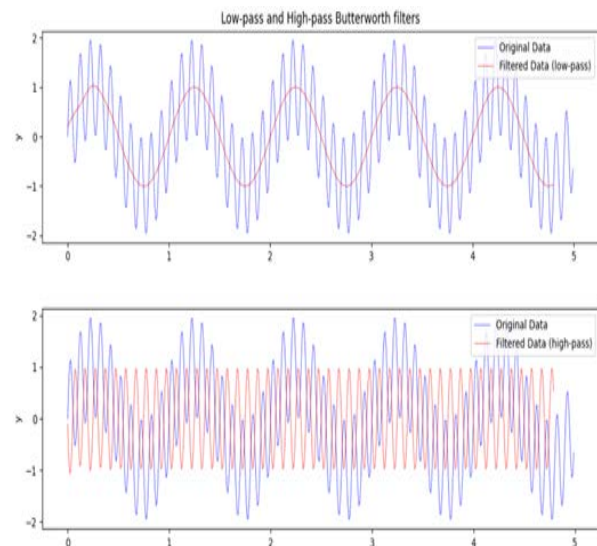 Low-pass and High-pass Butterworth filters
2
1
0
−1
−2
y
Original Data
Filtered Data (low-pass)
0 1 2 3 4 5
2
1
0
−1
−2
y
Original Data
Filtered Data (high-pass)
0 1 2 3 4 5